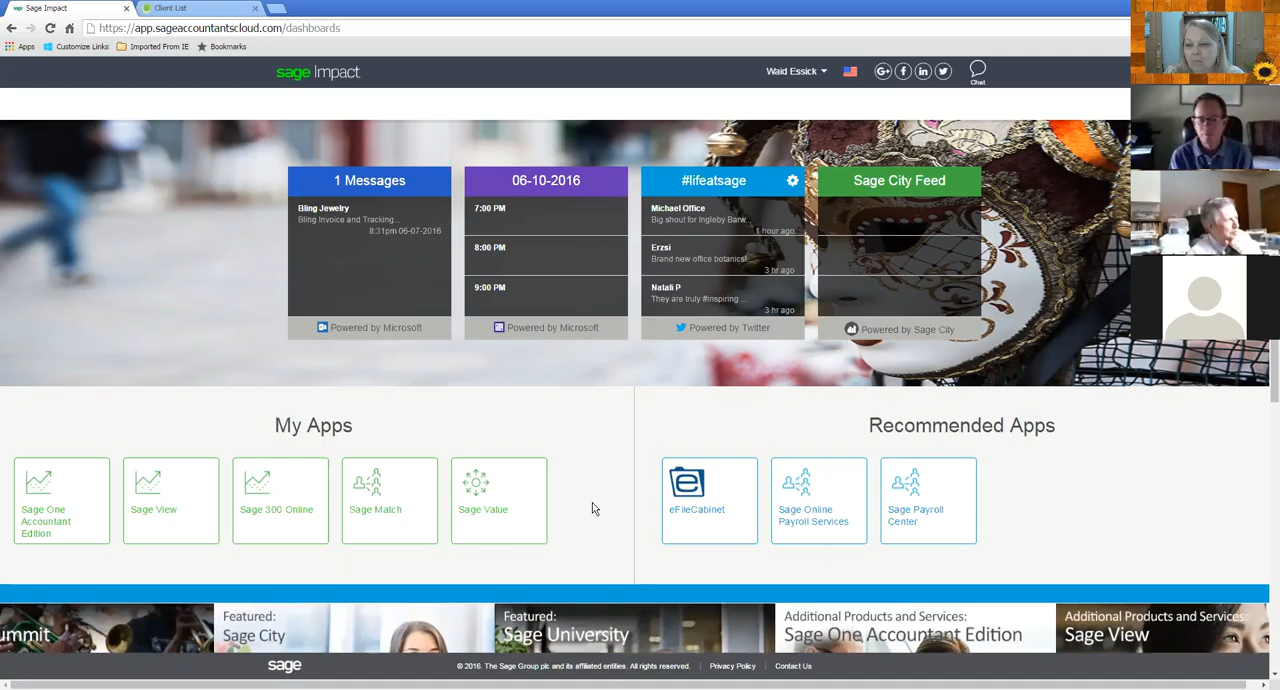 Sage Impact
Client List
https://app.sageaccountantscloud.com/dashboards
Apps
Customize Links
Imported From IE
Bookmarks
sage Impact
Waid Essick
Chat
1 Messages
Bling Jewelry
Bling Invoice and Tracking...
8:31pm 06-07-2016
Powered by Microsoft
06-10-2016
7:00 PM
8:00 PM
9:00 PM
Powered by Microsoft
#lifeatsage
Michael Office
Big shout for Ingleby Barw...
1 hour ago
Erzsi
Brand new office botanics!
3 hr ago
Natali P
They are truly #inspiring ...
3 hr ago
Powered by Twitter
Sage City Feed
Powered by Sage City
My Apps
Sage One
Accountant
Edition
Sage View
Sage 300 Online
Sage Match
Sage Value
Recommended Apps
eFileCabinet
Sage Online
Payroll Services
Sage Payroll
Center
ummit
Featured:
Sage City
Featured:
Sage University
Additional Products and Services:
Sage One Accountant Edition
Additional Products and Services:
Sage View
sage
© 2016. The Sage Group plc and its affiliated entities. All rights reserved.
Privacy Policy
Contact Us